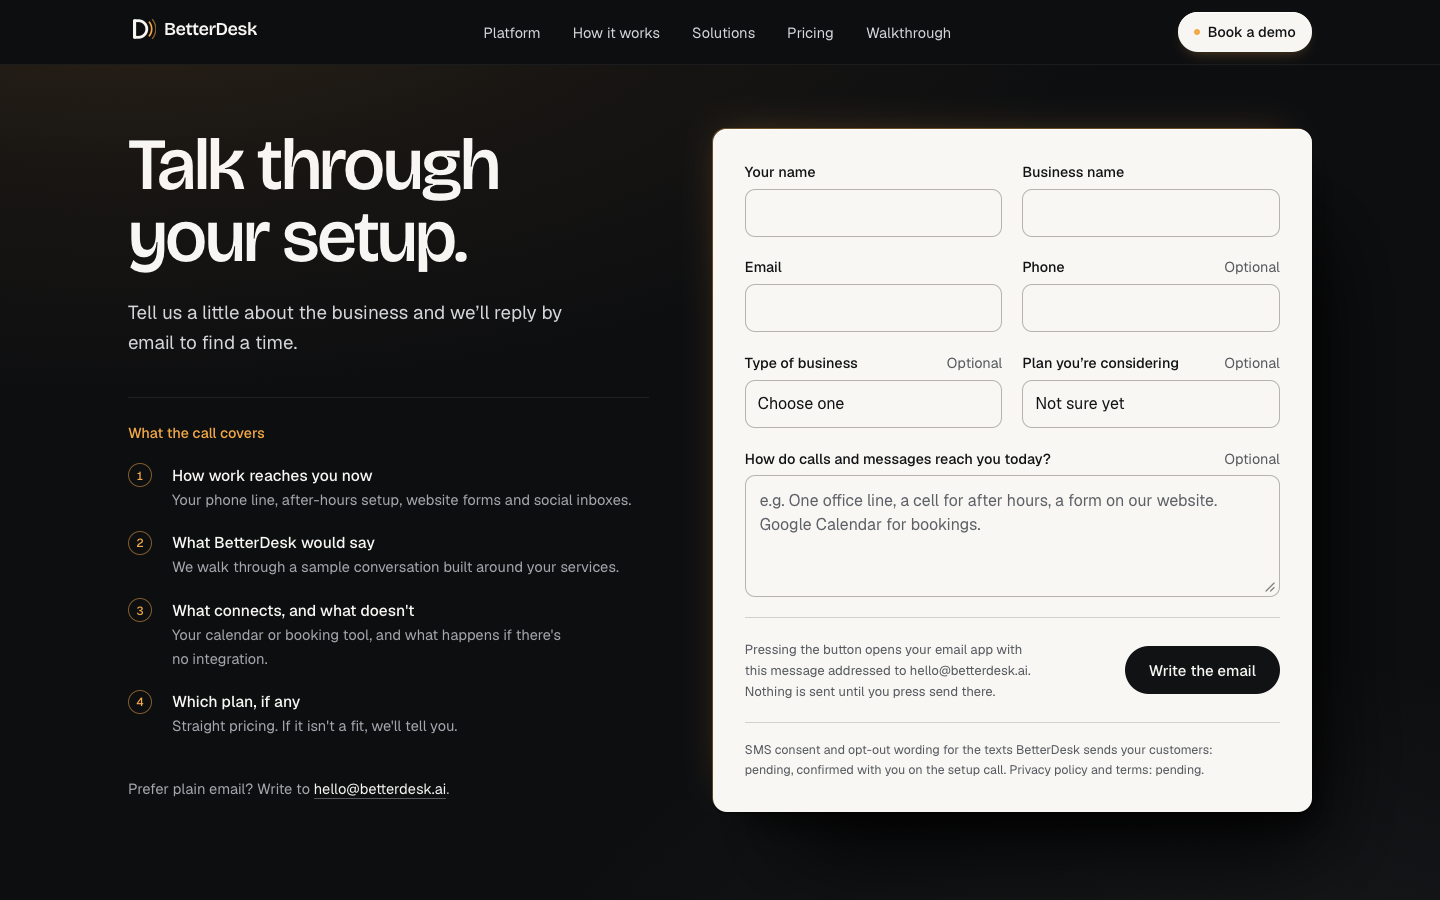 BetterDesk
Platform
How it works
Solutions
Pricing
Walkthrough
Book a demo
Talk through
your setup.
Tell us a little about the business and we’ll reply by
email to find a time.
What the call covers
1
How work reaches you now
Your phone line, after-hours setup, website forms and social inboxes.
2
What BetterDesk would say
We walk through a sample conversation built around your services.
3
What connects, and what doesn't
Your calendar or booking tool, and what happens if there's
no integration.
4
Which plan, if any
Straight pricing. If it isn't a fit, we'll tell you.
Prefer plain email? Write to hello@betterdesk.ai.
Your name
Business name
Email
Phone Optional
Type of business Optional
Plan you’re considering Optional
Choose one
Not sure yet
How do calls and messages reach you today? Optional
e.g. One office line, a cell for after hours, a form on our website.
Google Calendar for bookings.
Pressing the button opens your email app with
this message addressed to hello@betterdesk.ai.
Nothing is sent until you press send there.
Write the email
SMS consent and opt-out wording for the texts BetterDesk sends your customers:
pending, confirmed with you on the setup call. Privacy policy and terms: pending.